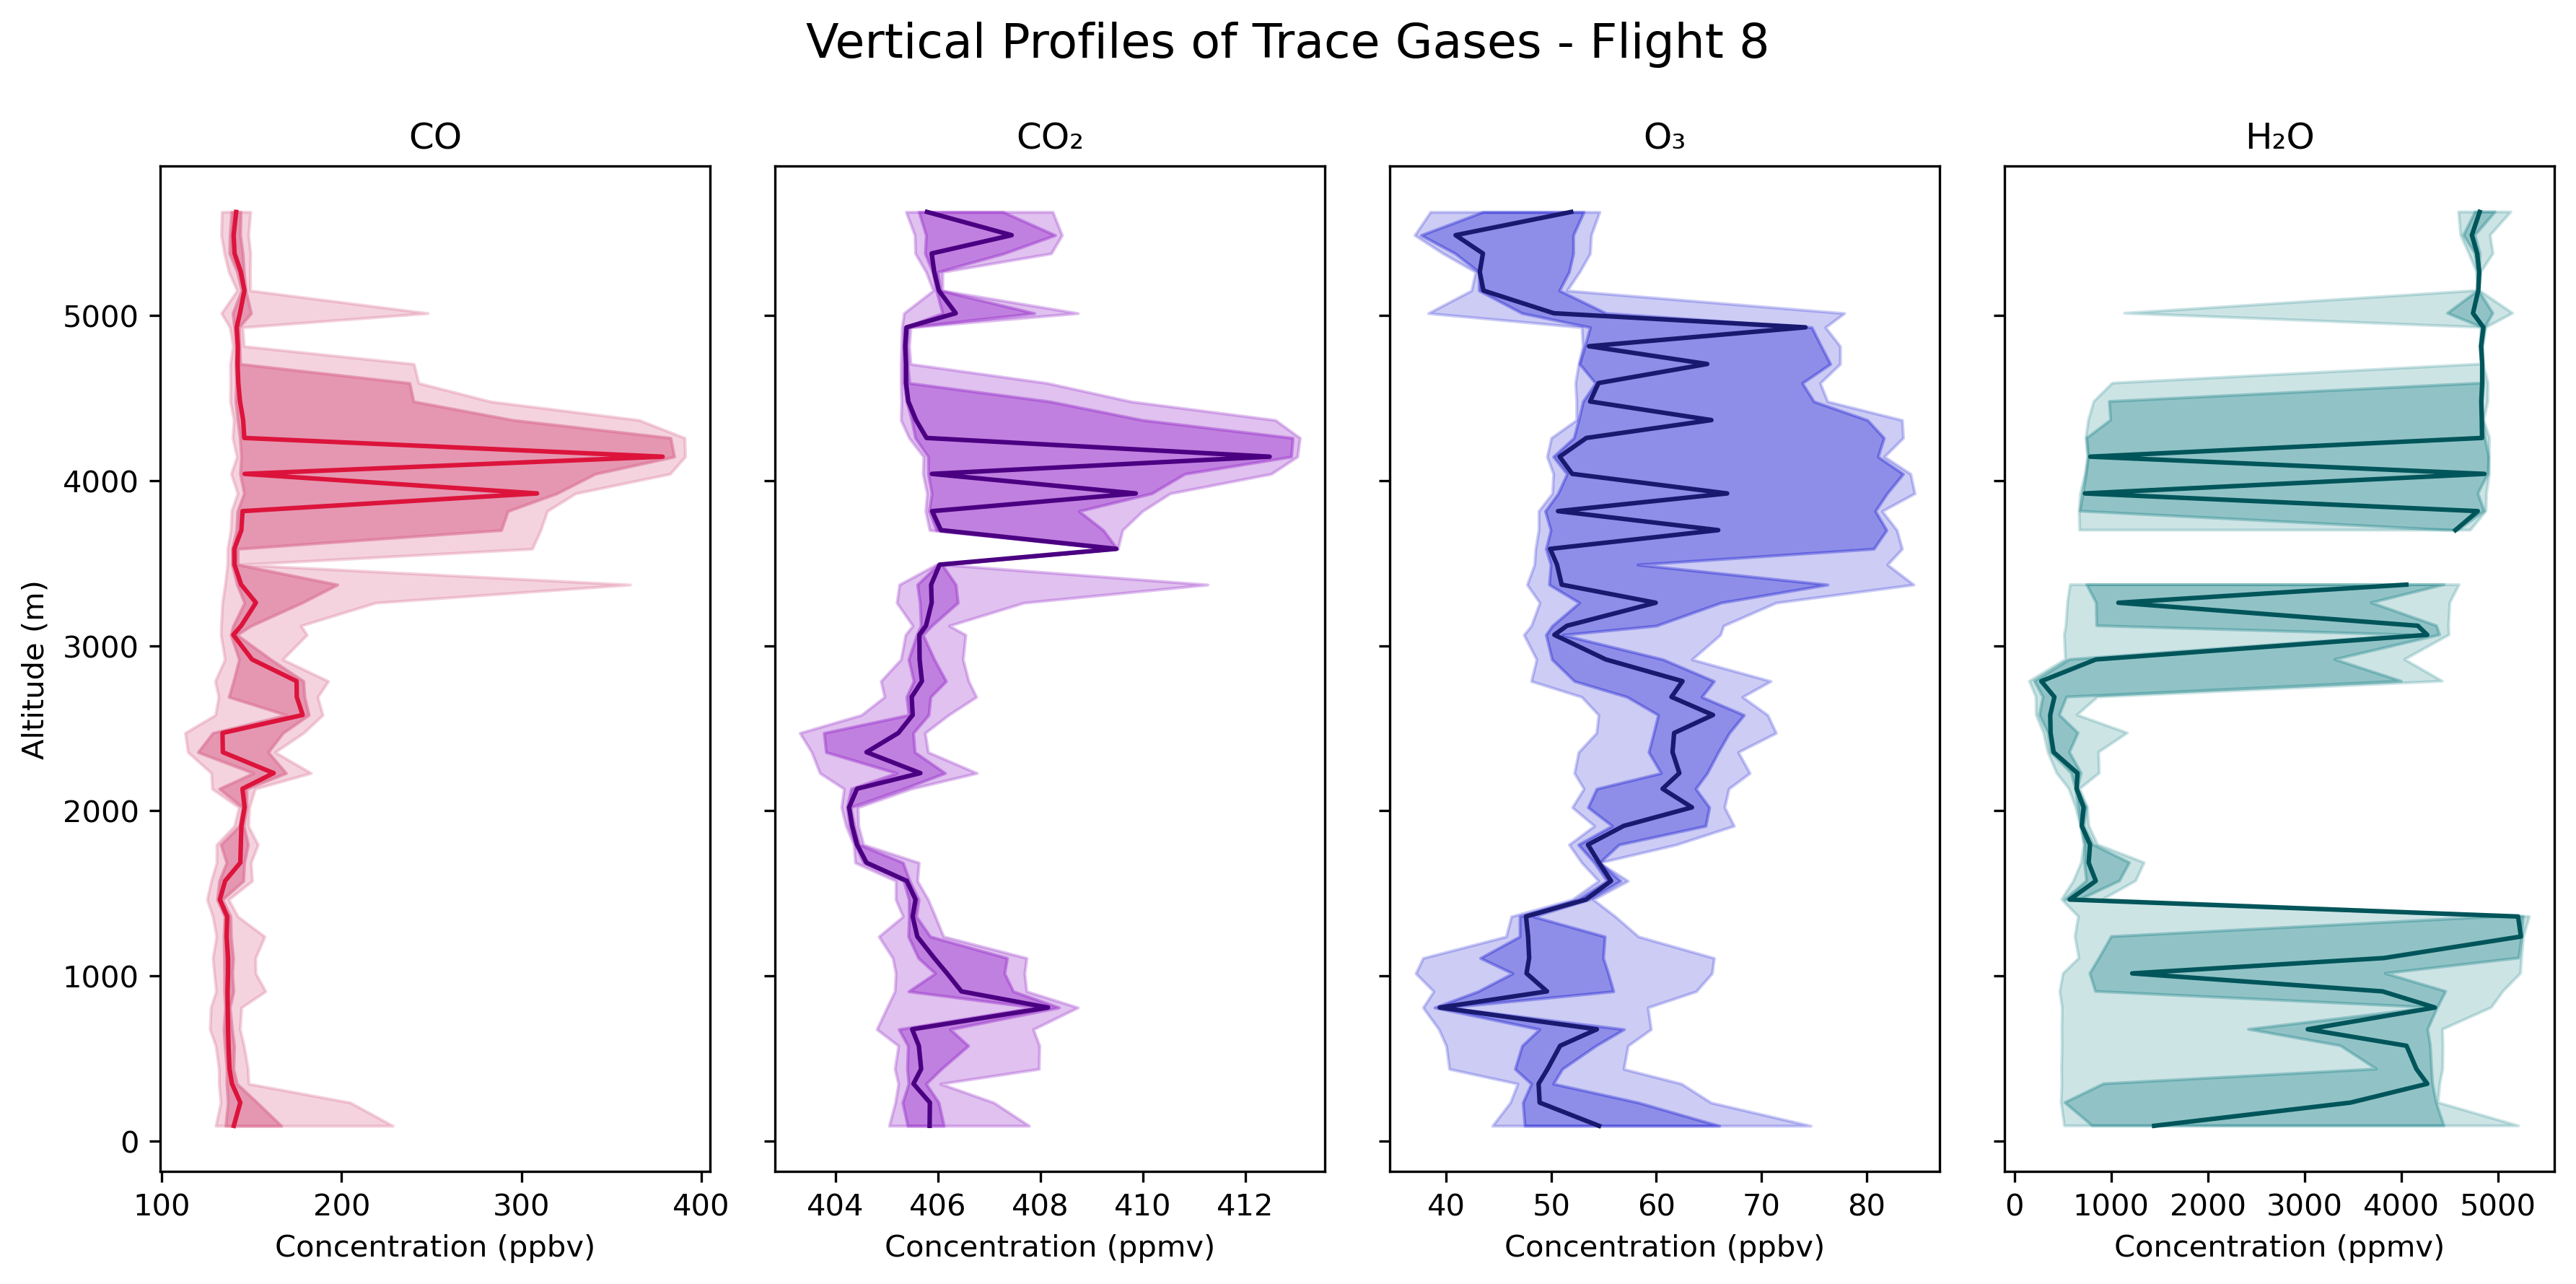 Vertical Profiles of Trace Gases - Flight 8
CO
CO₂
O₃
H₂O
Altitude (m)
5000
4000
3000
2000
1000
0
100 200 300 400
404 406 408 410 412
40 50 60 70 80
0 1000 2000 3000 4000 5000
Concentration (ppbv)
Concentration (ppmv)
Concentration (ppbv)
Concentration (ppmv)